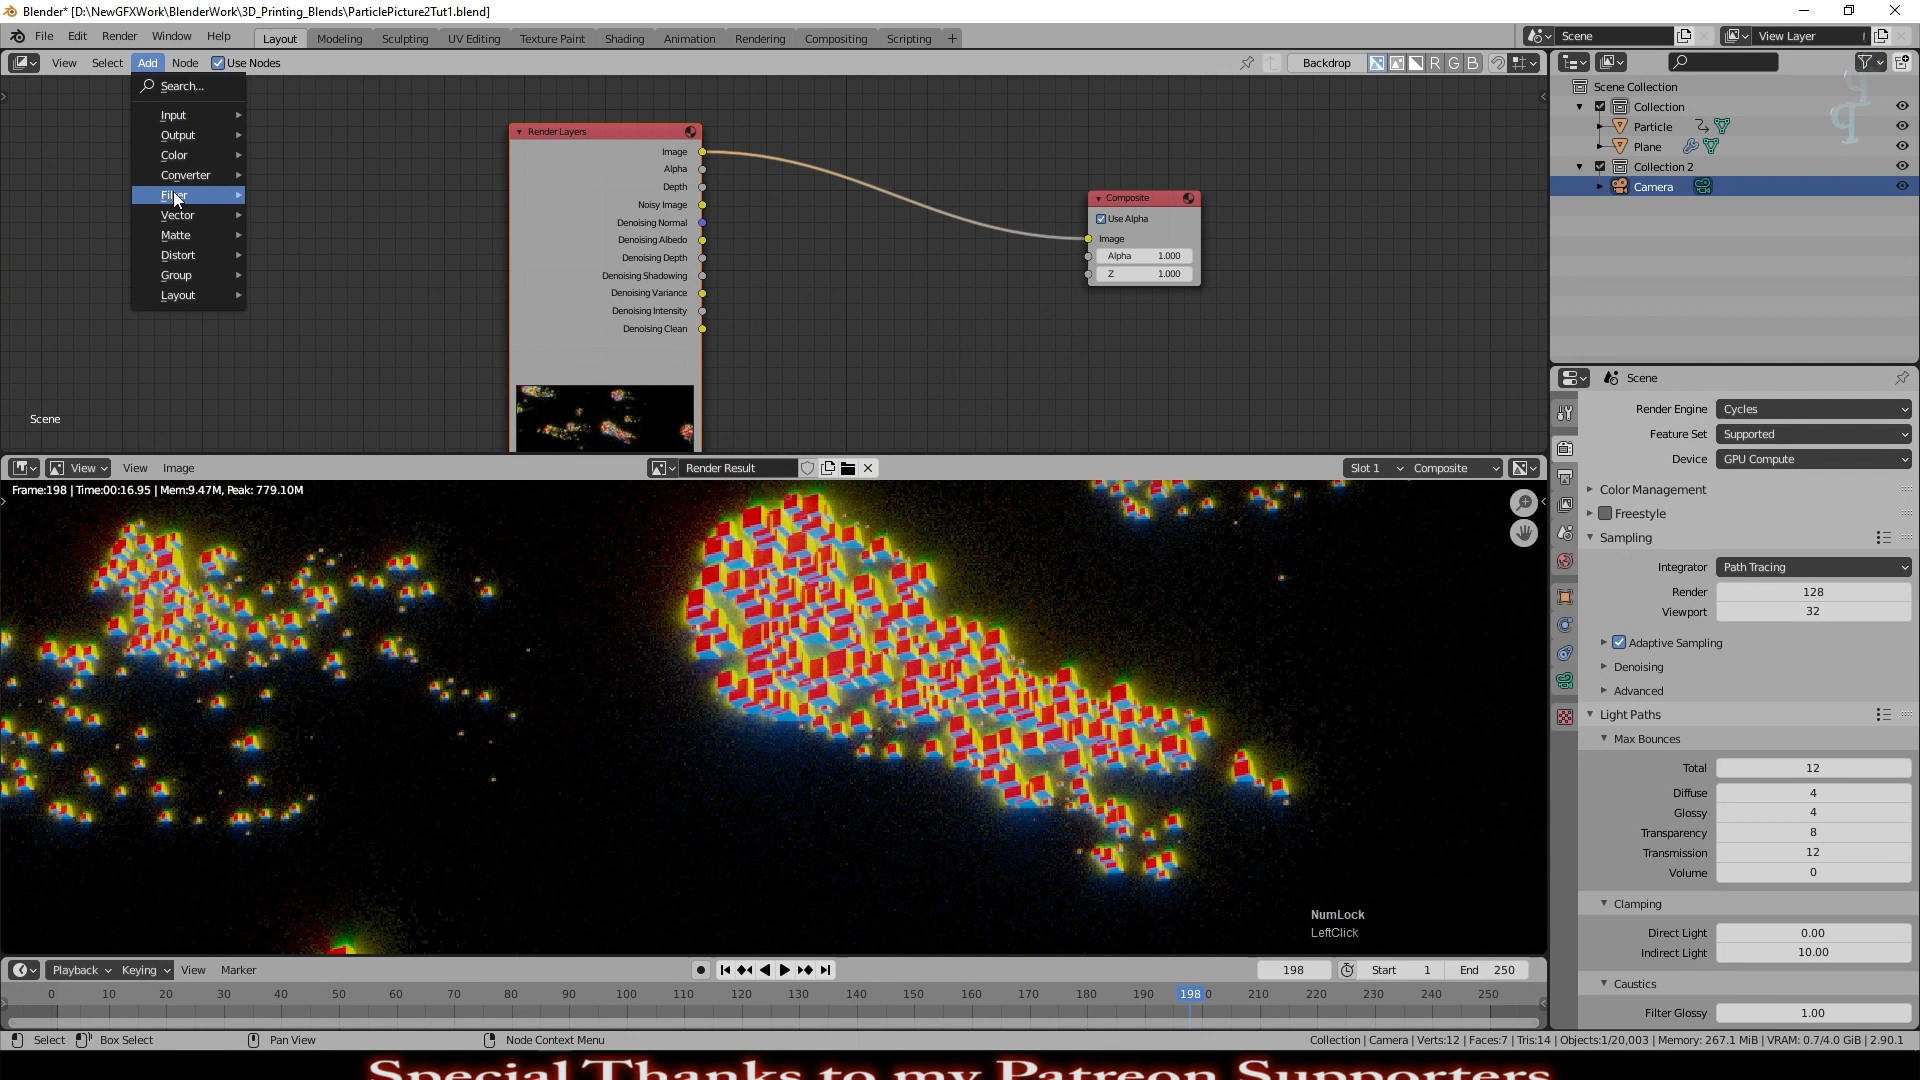 Blender* [D:\NewGFXWork\BlenderWork\3D_Printing_Blends\ParticlePicture2Tut1.blend]
File Edit Render Window Help Layout Modeling Sculpting UV Editing Texture Paint Shading Animation Rendering Compositing Scripting + Scene View Layer
View Select Add Node Use Nodes Backdrop R G B
Search...
Input
Output
Color
Converter
Filter
Vector
Matte
Distort
Group
Layout
Render Layers
Image
Alpha
Depth
Noisy Image
Denoising Normal
Denoising Albedo
Denoising Depth
Denoising Shadowing
Denoising Variance
Denoising Intensity
Denoising Clean
Composite
Use Alpha
Image
Alpha 1.000
Z 1.000
Scene
Scene Collection
Collection
Particle
Plane
Collection 2
Camera
View View Image Render Result Slot 1 Composite
Frame:198 | Time:00:16.95 | Mem:9.47M, Peak: 779.10M
NumLock
LeftClick
Scene
Render Engine Cycles
Feature Set Supported
Device GPU Compute
Color Management
Freestyle
Sampling
Integrator Path Tracing
Render 128
Viewport 32
Adaptive Sampling
Denoising
Advanced
Light Paths
Max Bounces
Total 12
Diffuse 4
Glossy 4
Transparency 8
Transmission 12
Volume 0
Clamping
Direct Light 0.00
Indirect Light 10.00
Caustics
Filter Glossy 1.00
Playback Keying View Marker 198 Start 1 End 250
0 10 20 30 40 50 60 70 80 90 100 110 120 130 140 150 160 170 180 190 198 0 210 220 230 240 250
Select Box Select Pan View Node Context Menu Collection | Camera | Verts:12 | Faces:7 | Tris:14 | Objects:1/20,003 | Memory: 267.1 MiB | VRAM: 0.7/4.0 GiB | 2.90.1
Special Thanks to my Patreon Supporters